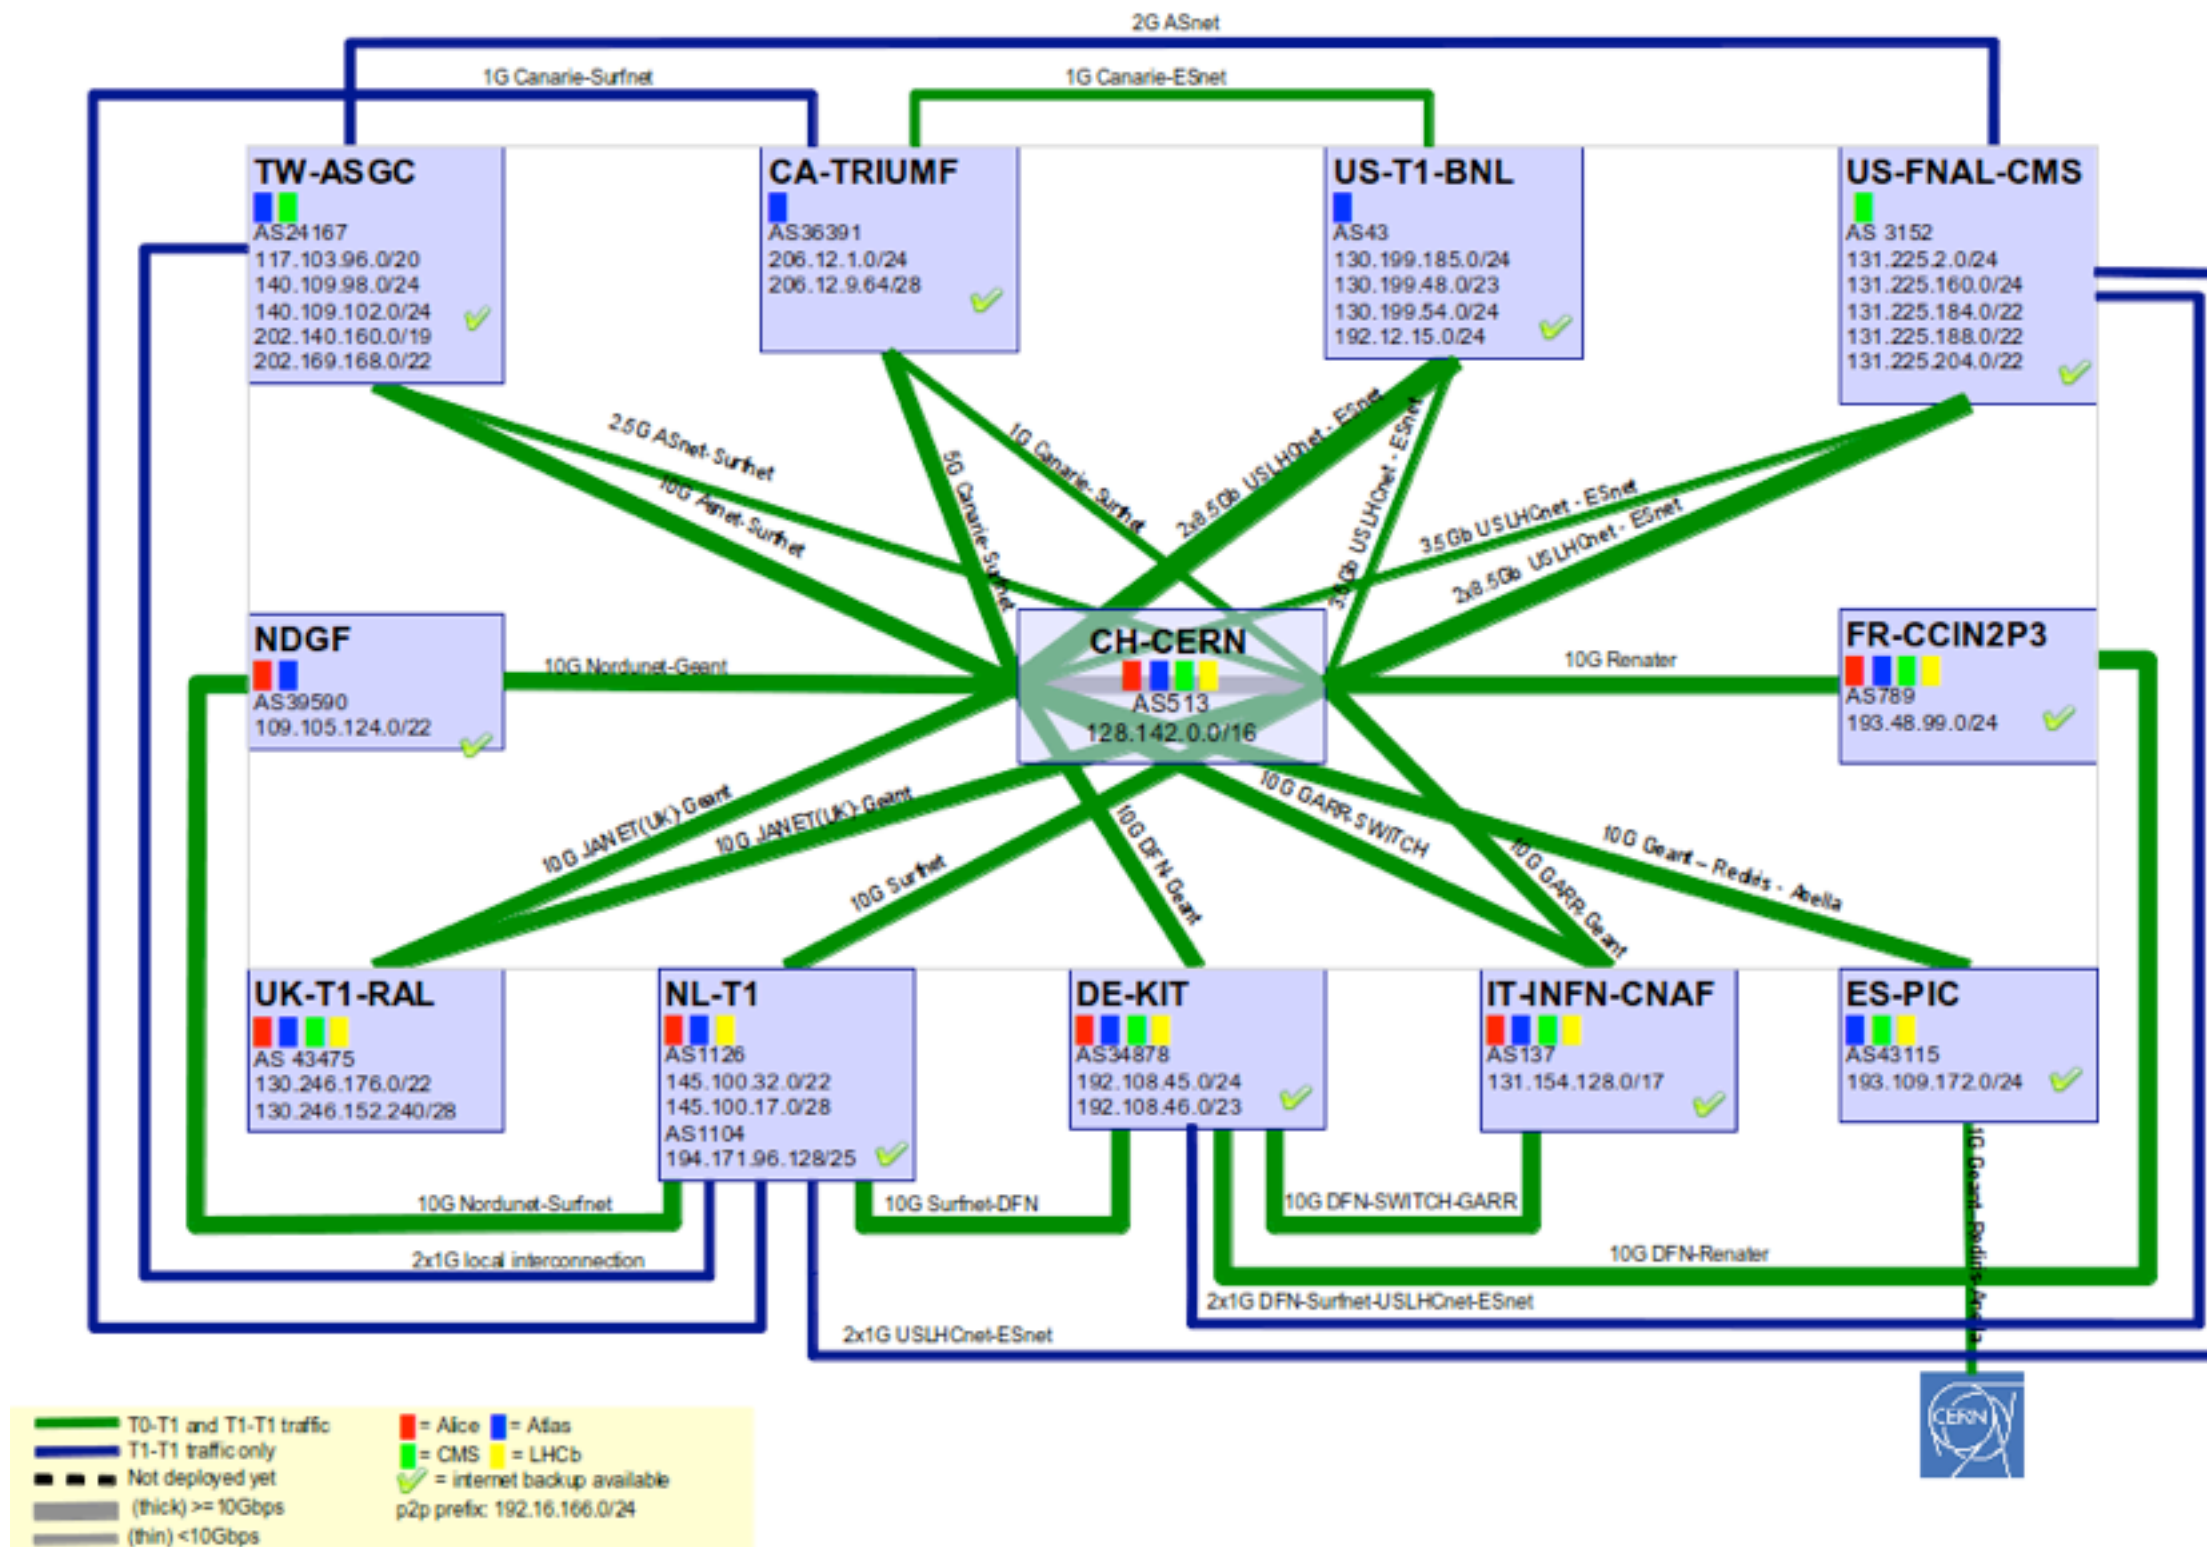 2G ASnet
1G Canarie-Surfnet
1G Canarie-ESnet
TW-ASGC
AS24167
117.103.96.0/20
140.109.98.0/24
140.109.102.0/24
202.140.160.0/19
202.169.168.0/22
CA-TRIUMF
AS36391
206.12.1.0/24
206.12.9.64/28
US-T1-BNL
AS43
130.199.185.0/24
130.199.48.0/23
130.199.54.0/24
192.12.15.0/24
US-FNAL-CMS
AS 3152
131.225.2.0/24
131.225.160.0/24
131.225.184.0/22
131.225.188.0/22
131.225.204.0/22
2.5G ASnet-Surfnet
10G Asnet-Surfnet
5G Canarie-Surfnet
1G Canarie-Surfnet
2x8.5Gb USLHCnet - ESnet
3.5Gb USLHCnet - ESnet
3.5Gb USLHCnet - ESnet
2x8.5Gb USLHCnet - ESnet
NDGF
AS39590
109.105.124.0/22
10G Nordunet-Geant
CH-CERN
AS513
128.142.0.0/16
10G Renater
FR-CCIN2P3
AS789
193.48.99.0/24
10G JANET(UK)-Geant
10G JANET(UK)-Geant
10G Surfnet
10G DFN-Geant
10G GARR-SWITCH
10G GARR-Geant
10G Geant – Rediris - Anella
UK-T1-RAL
AS 43475
130.246.176.0/22
130.246.152.240/28
NL-T1
AS1126
145.100.32.0/22
145.100.17.0/28
AS1104
194.171.96.128/25
DE-KIT
AS34878
192.108.45.0/24
192.108.46.0/23
IT-INFN-CNAF
AS137
131.154.128.0/17
ES-PIC
AS43115
193.109.172.0/24
1G Geant-Rediris-Anella
10G Nordunet-Surfnet
10G Surfnet-DFN
10G DFN-SWITCH-GARR
2x1G local interconnection
10G DFN-Renater
2x1G DFN-Surfnet-USLHCnet-ESnet
2x1G USLHCnet-ESnet
CERN
T0-T1 and T1-T1 traffic
T1-T1 traffic only
Not deployed yet
(thick) >= 10Gbps
(thin) <10Gbps
= Alice = Atlas
= CMS = LHCb
= internet backup available
p2p prefix: 192.16.166.0/24